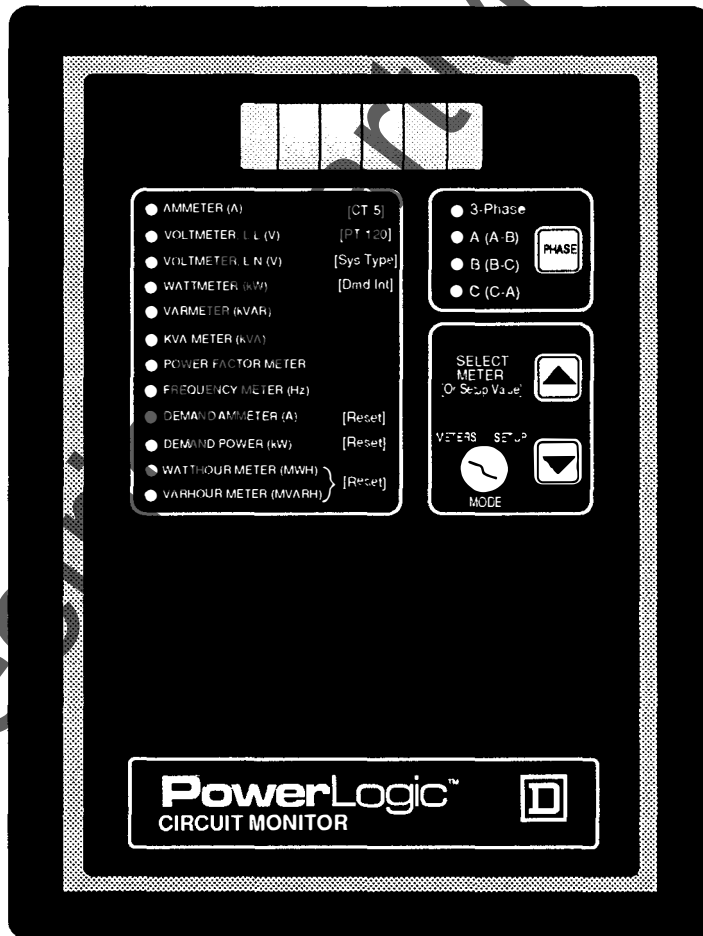 AMMETER (A) [CT 5]
VOLTMETER, L L (V) [PT 120]
VOLTMETER, L N (V) [Sys Type]
WATTMETER (kW) [Dmd Int]
VARMETER (kVAR)
KVA METER (kVA)
POWER FACTOR METER
FREQUENCY METER (Hz)
DEMAND AMMETER (A) [Reset]
DEMAND POWER (kW) [Reset]
WATTHOUR METER (MWH)
VARHOUR METER (MVARH) [Reset]
3-Phase
A (A-B)
B (B-C)
C (C-A)
PHASE
SELECT
METER
[Or Setup Value]
METERS SETUP
MODE
PowerLogic™
D
CIRCUIT MONITOR